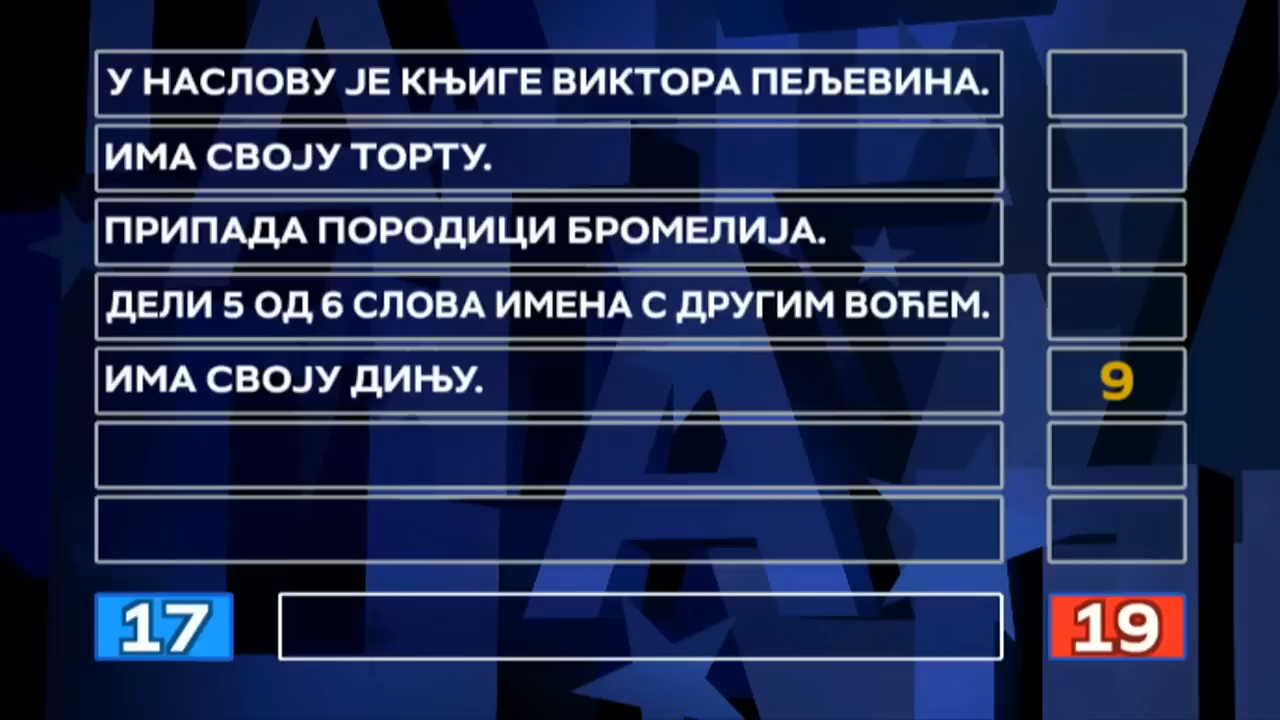 У НАСЛОВУ ЈЕ КЊИГЕ ВИКТОРА ПЕЉЕВИНА.
ИМА СВОЈУ ТОРТУ.
ПРИПАДА ПОРОДИЦИ БРОМЕЛИЈА.
ДЕЛИ 5 ОД 6 СЛОВА ИМЕНА С ДРУГИМ ВОЋЕМ.
ИМА СВОЈУ ДИЊУ. 9
17 19